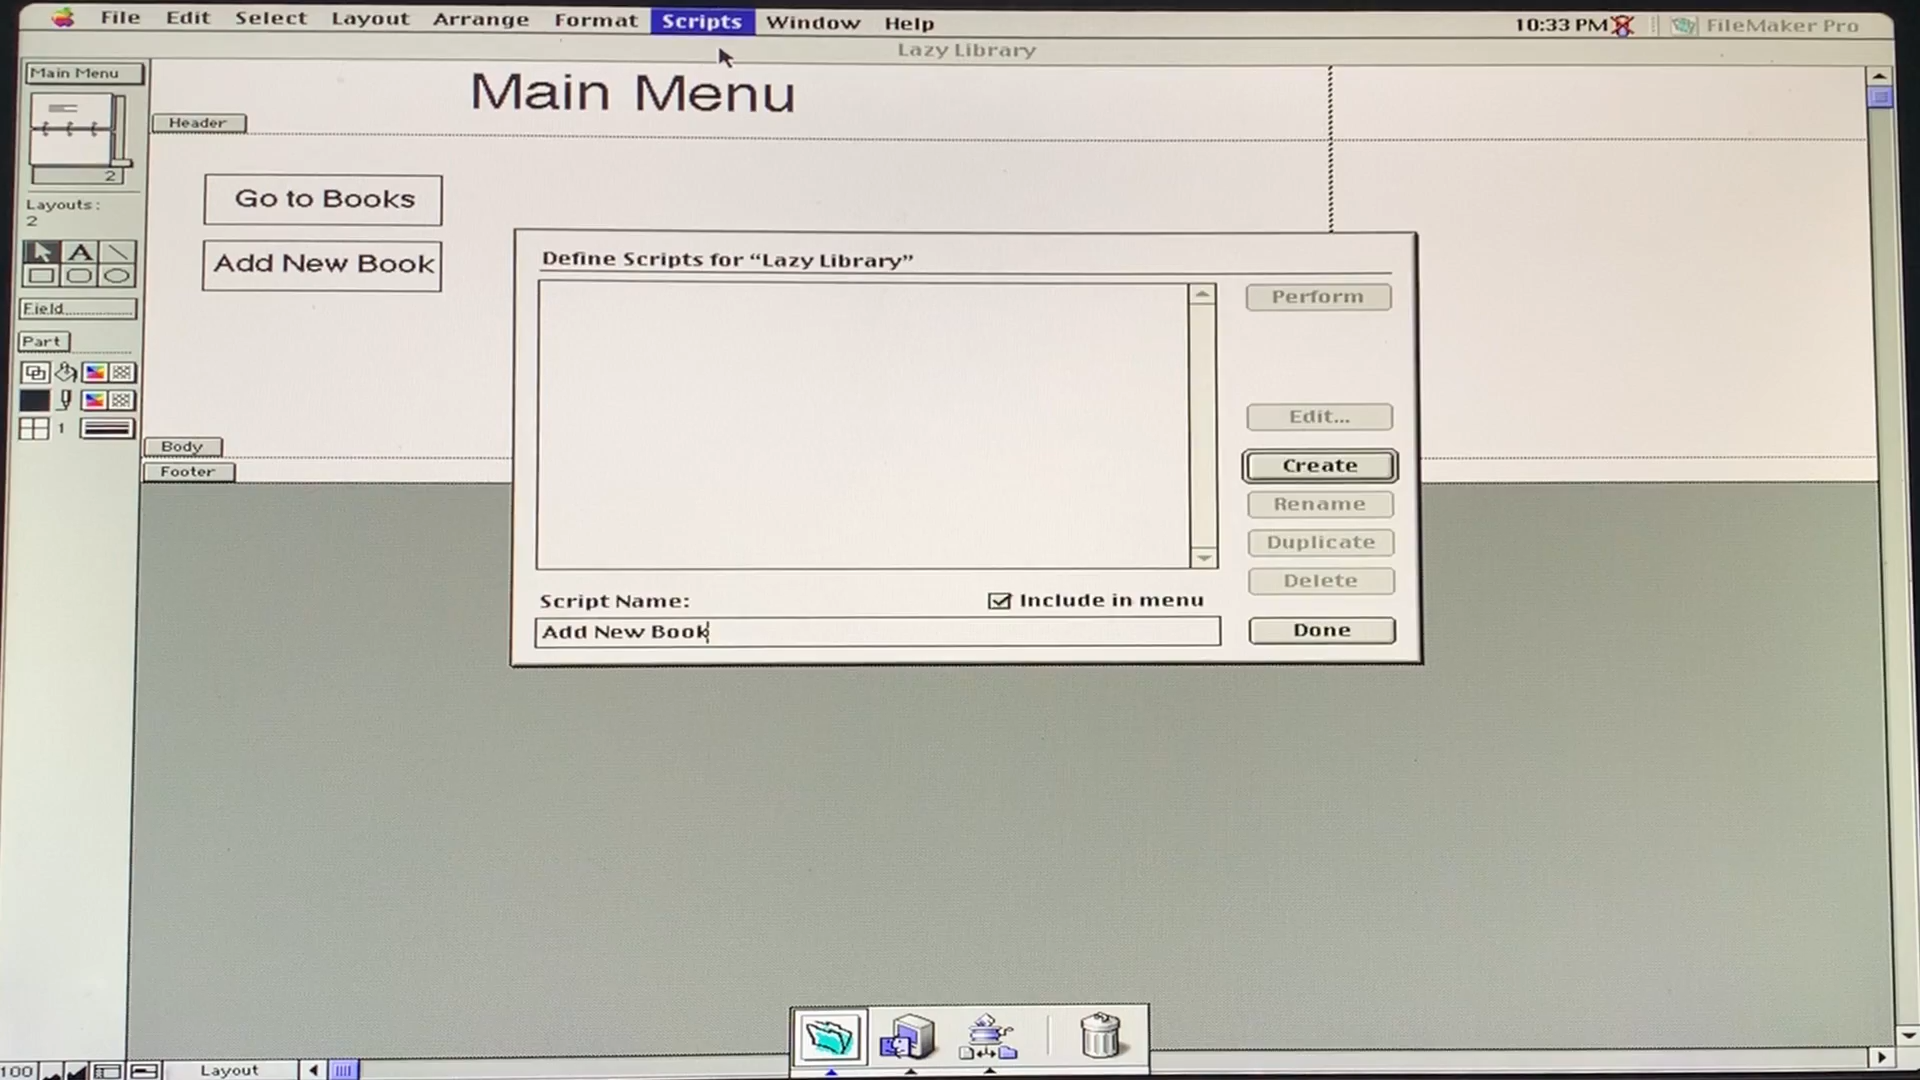 File Edit Select Layout Arrange Format Scripts Window Help 10:33 PM FileMaker Pro
Lazy Library
Main Menu
Main Menu
Header
2
Layouts:
2
Go to Books
Add New Book
A
Field
Part
1
Body
Footer
Define Scripts for “Lazy Library”
Perform
Edit...
Create
Rename
Duplicate
Delete
Script Name:
Include in menu
Add New Book
Done
100
Layout